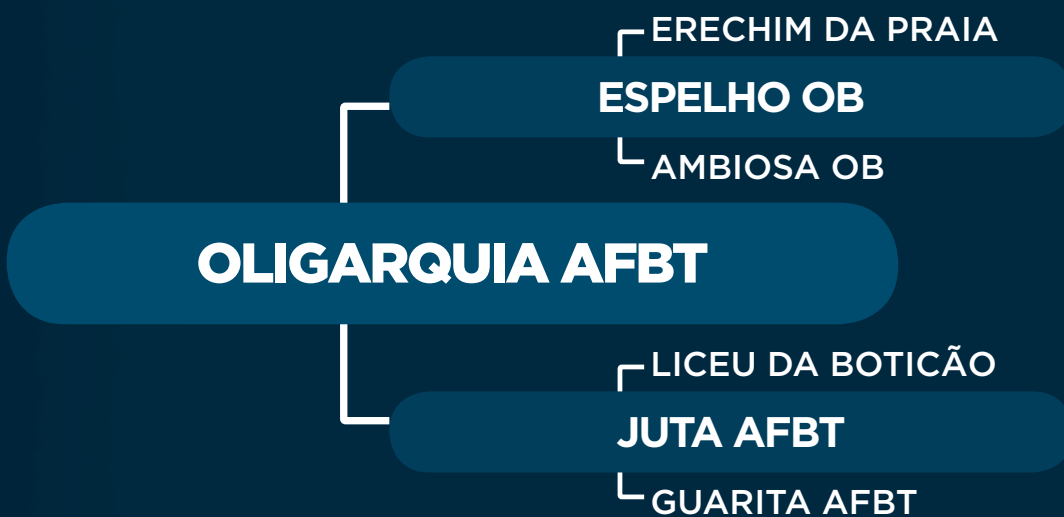 ERECHIM DA PRAIA
ESPELHO OB
AMBIOSA OB
OLIGARQUIA AFBT
LICEU DA BOTICÃO
JUTA AFBT
GUARITA AFBT